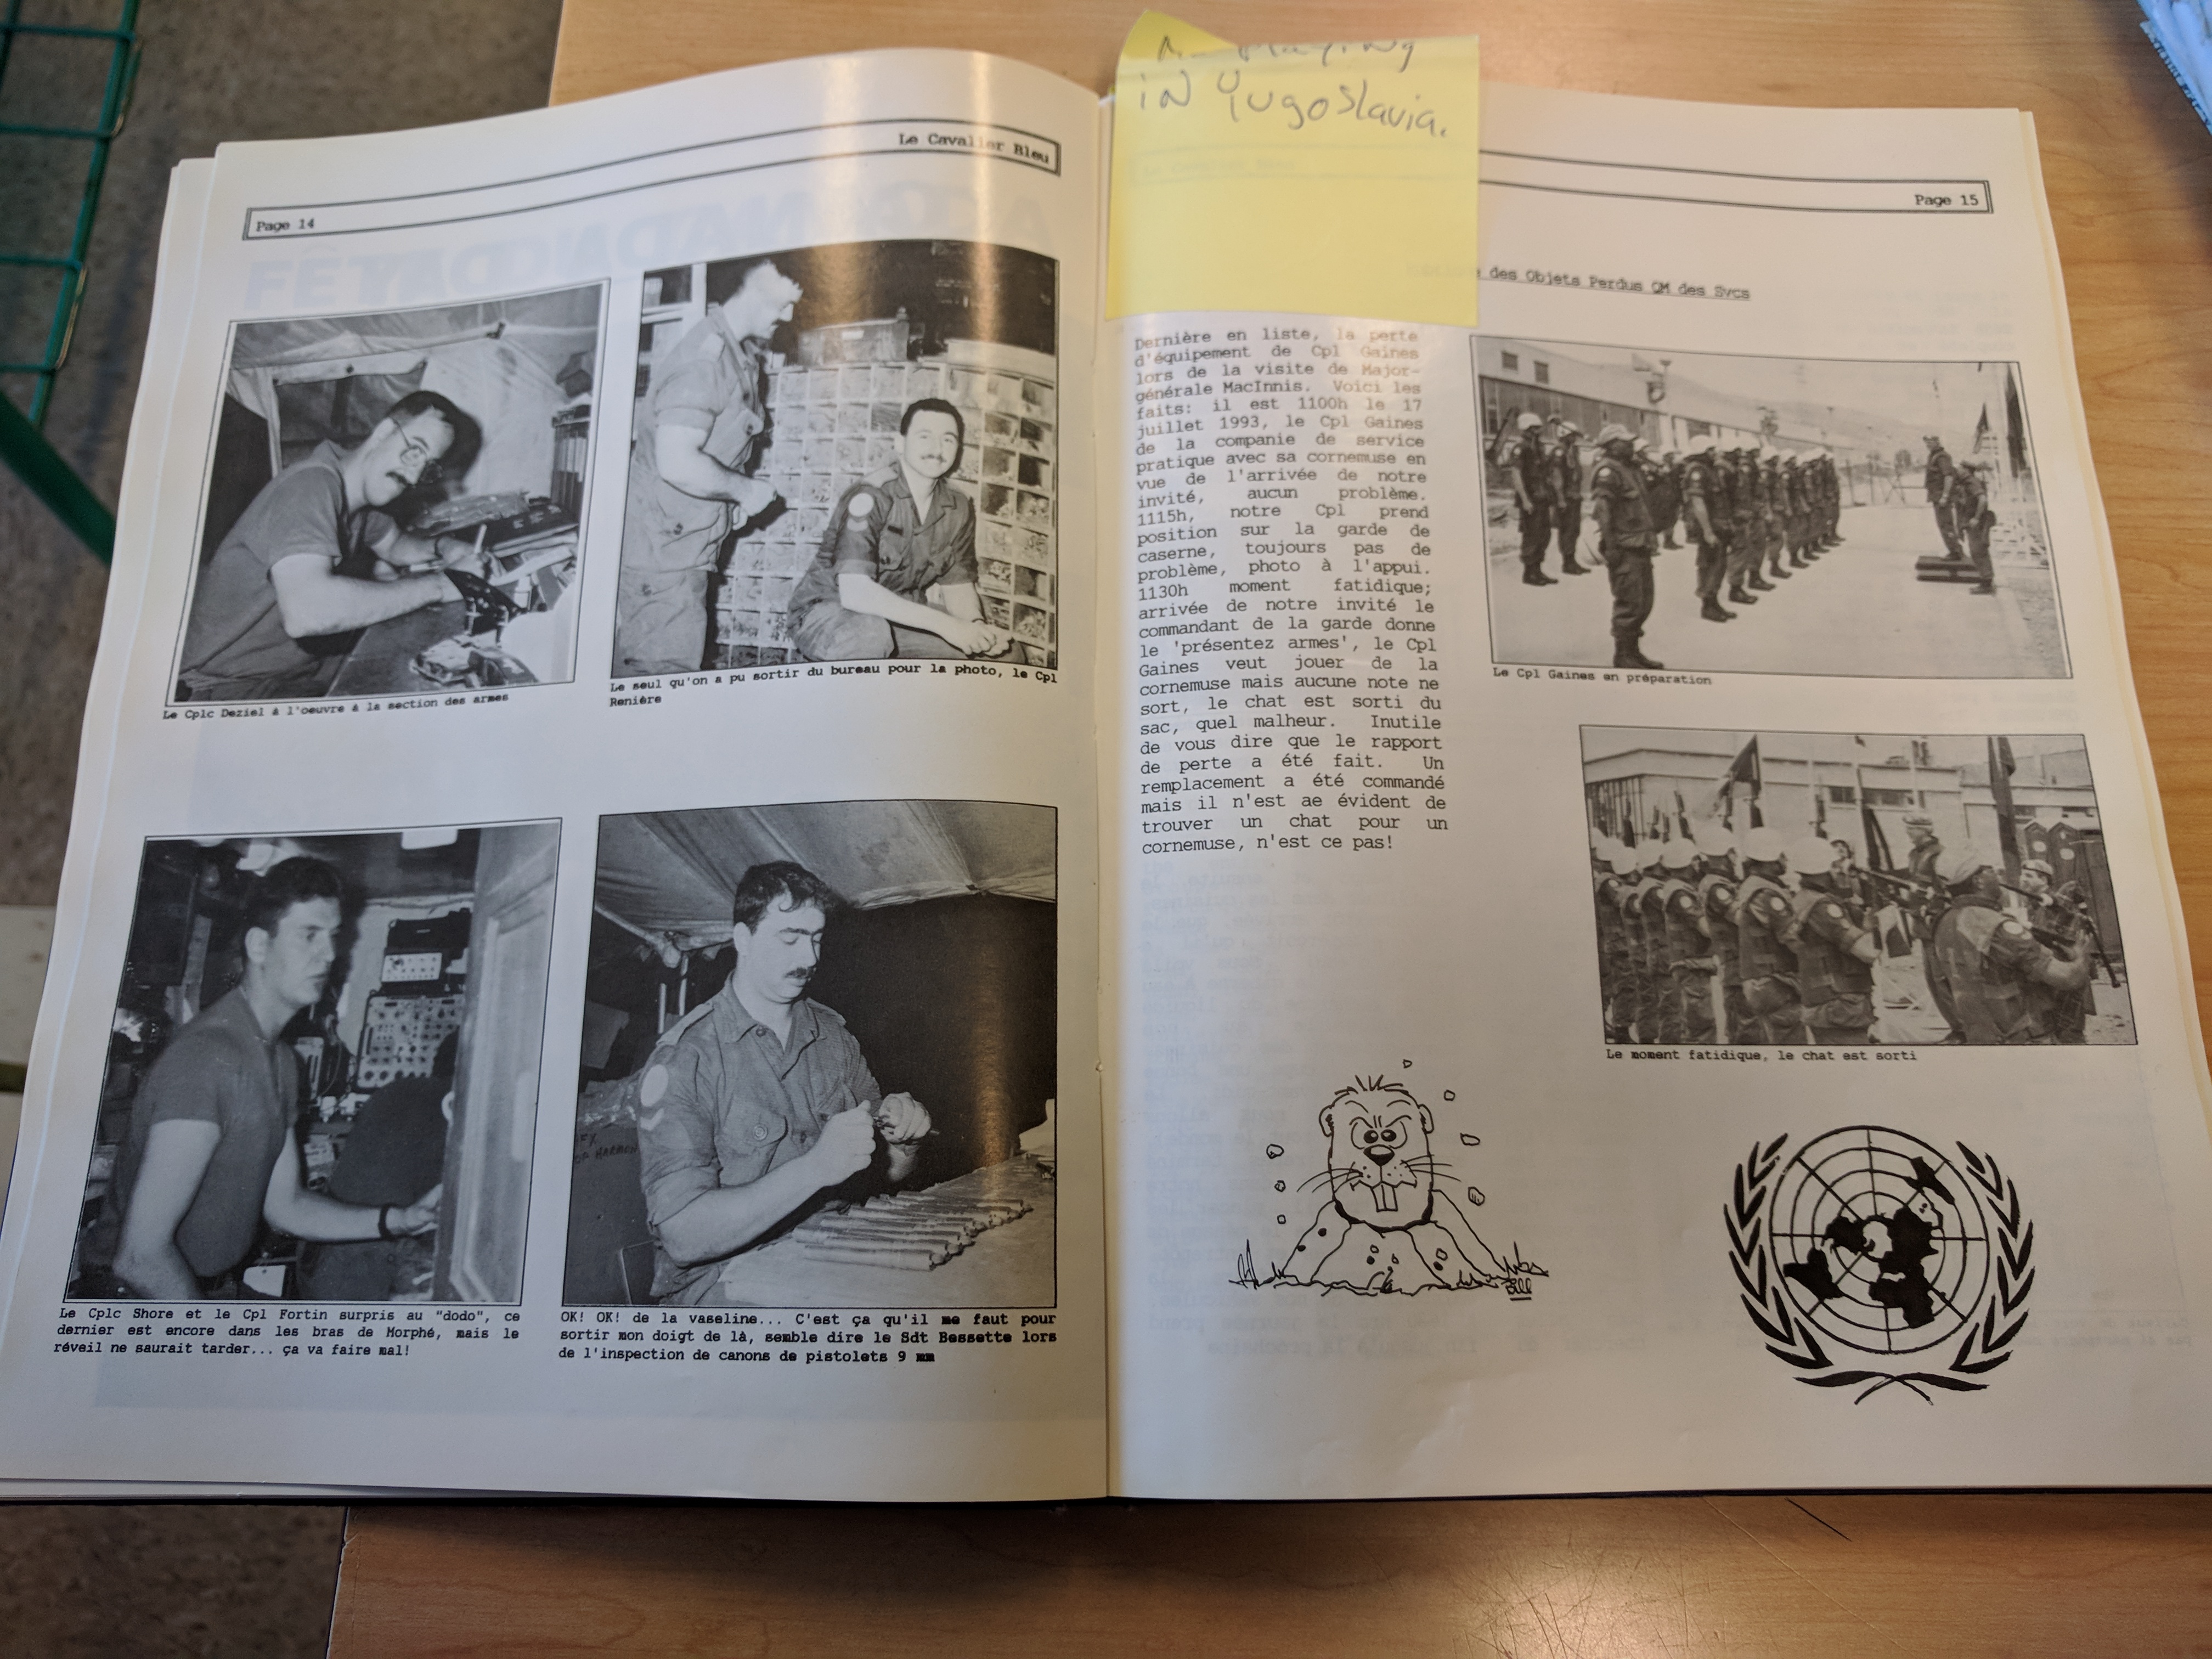 Le Cavalier Bleu
Page 14
Le Cplc Deziel à l'oeuvre à la section des armes
Le seul qu'on a pu sortir du bureau pour la photo, le Cpl
Renière
Le Cplc Shore et le Cpl Fortin surpris au "dodo", ce
dernier est encore dans les bras de Morphé, mais le
réveil ne saurait tarder... ça va faire mal!
OK! OK! de la vaseline... C'est ça qu'il me faut pour
sortir mon doigt de là, semble dire le Sdt Bessette lors
de l'inspection de canons de pistolets 9 mm
Playing
in Yugoslavia.
Page 15
des Objets Perdus QM des Svcs
Dernière en liste, la perte
d'équipement de Cpl Gaines
lors de la visite de Major-
générale MacInnis. Voici les
faits: il est 1100h le 17
juillet 1993, le Cpl Gaines
de la companie de service
pratique avec sa cornemuse en
vue de l'arrivée de notre
invité, aucun problème.
1115h, notre Cpl prend
position sur la garde de
caserne, toujours pas de
problème, photo à l'appui.
1130h moment fatidique;
arrivée de notre invité le
commandant de la garde donne
le 'présentez armes', le Cpl
Gaines veut jouer de la
cornemuse mais aucune note ne
sort, le chat est sorti du
sac, quel malheur. Inutile
de vous dire que le rapport
de perte a été fait. Un
remplacement a été commandé
mais il n'est ae évident de
trouver un chat pour un
cornemuse, n'est ce pas!
Le Cpl Gaines en préparation
Le moment fatidique, le chat est sorti
Bill